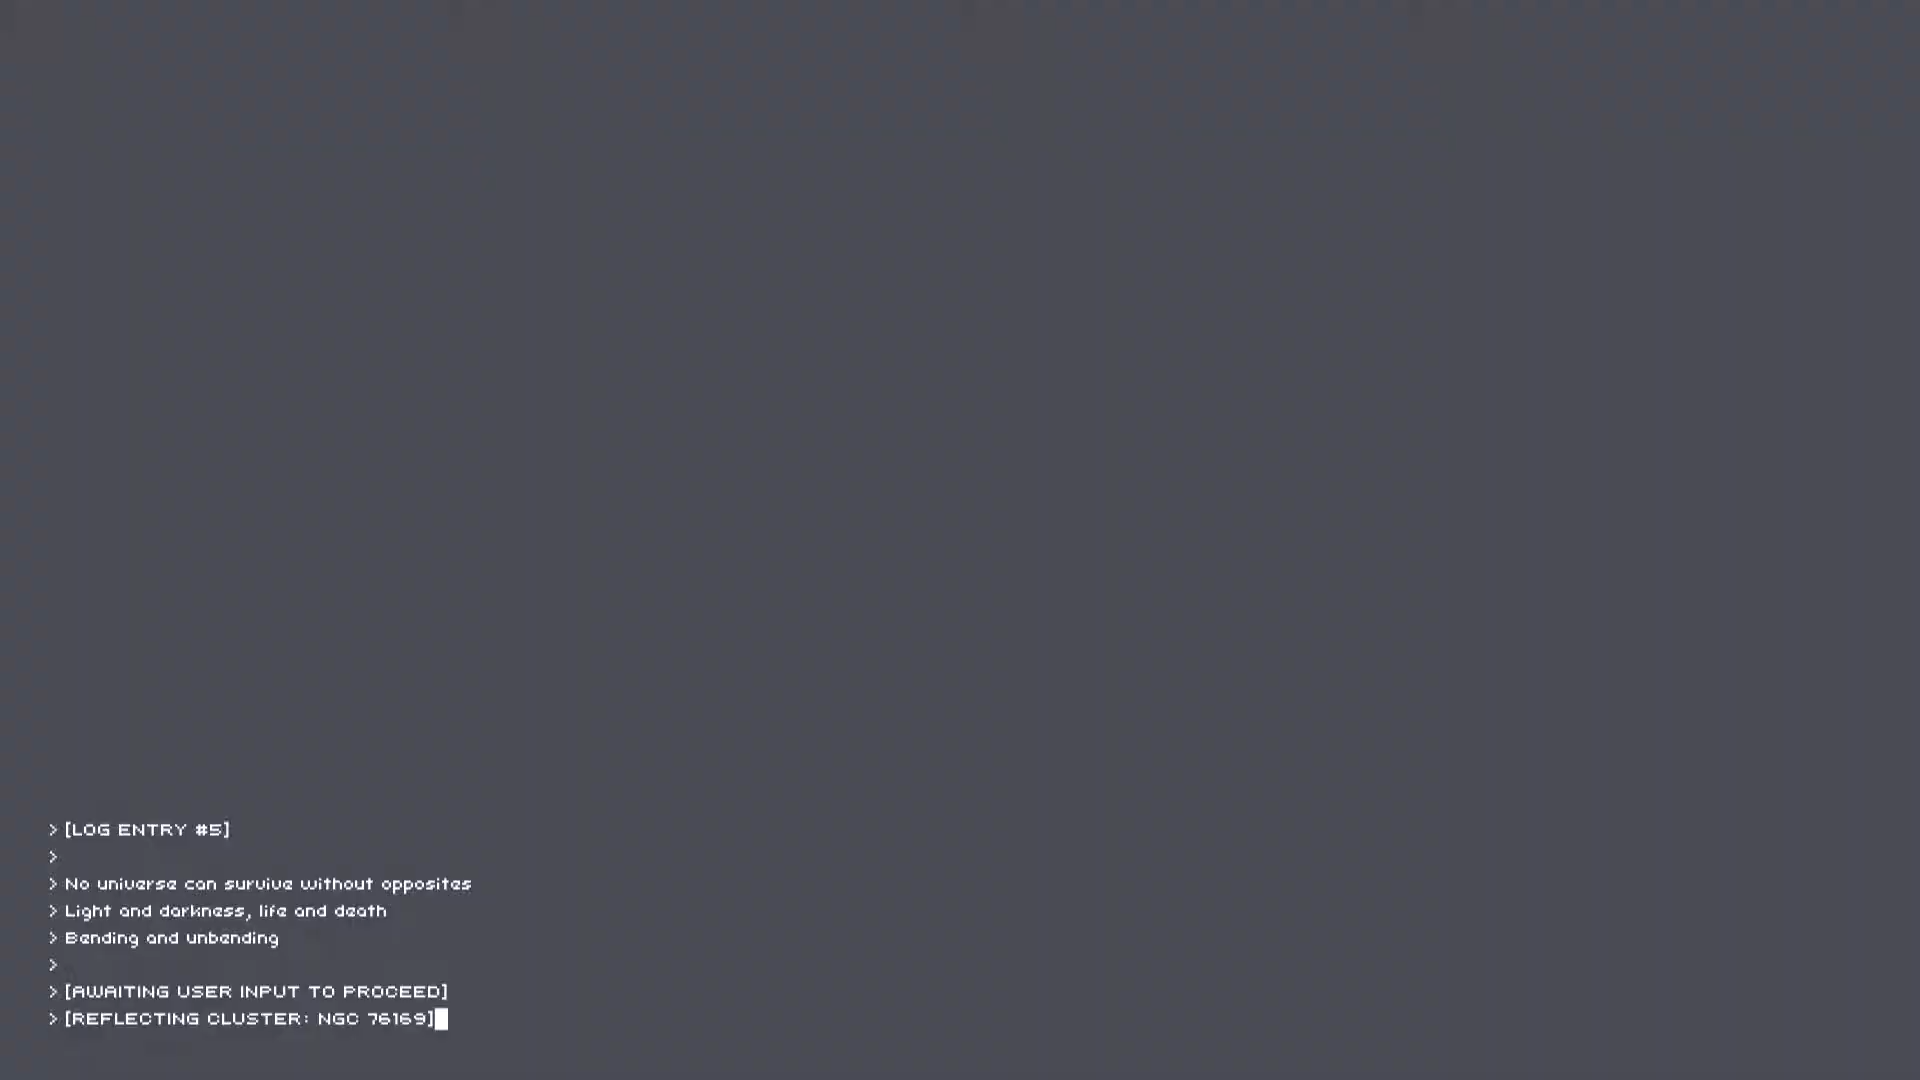 > [LOG ENTRY #5]
>
> No universe can survive without opposites
> Light and darkness, life and death
> Bending and unbending
>
> [AWAITING USER INPUT TO PROCEED]
> [REFLECTING CLUSTER: NGC 76169]